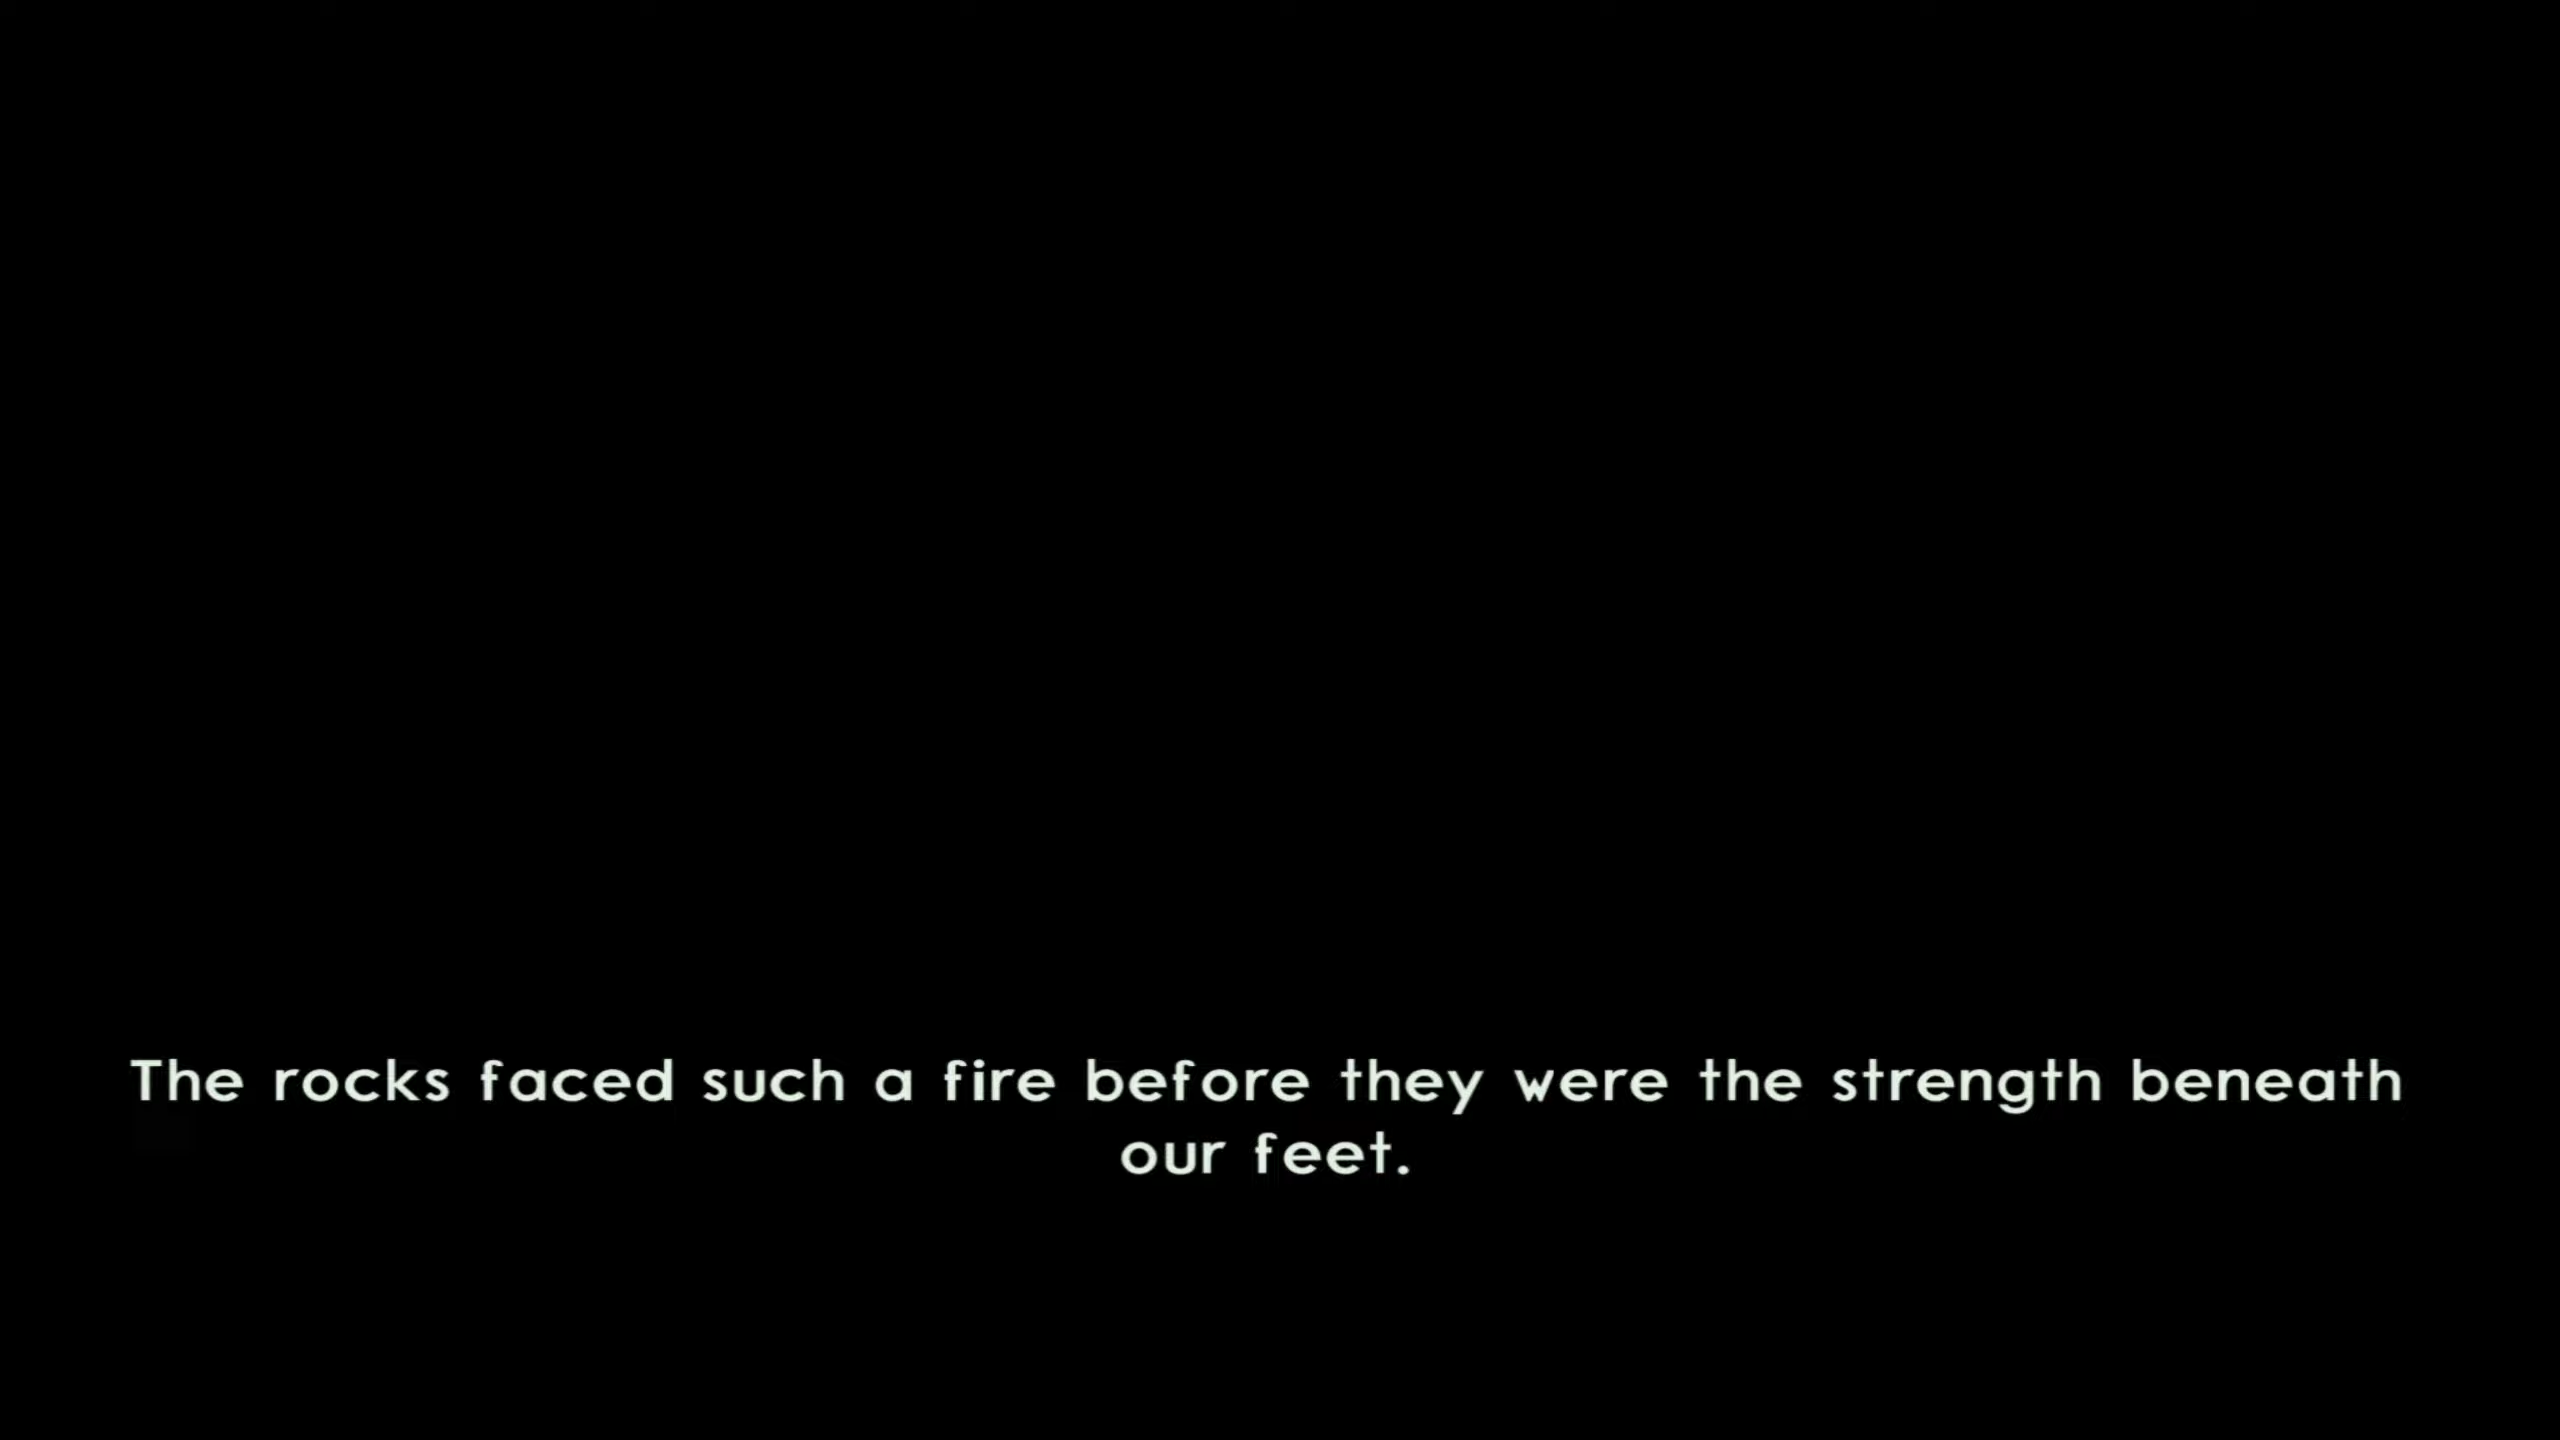 The rocks faced such a fire before they were the strength beneath
our feet.